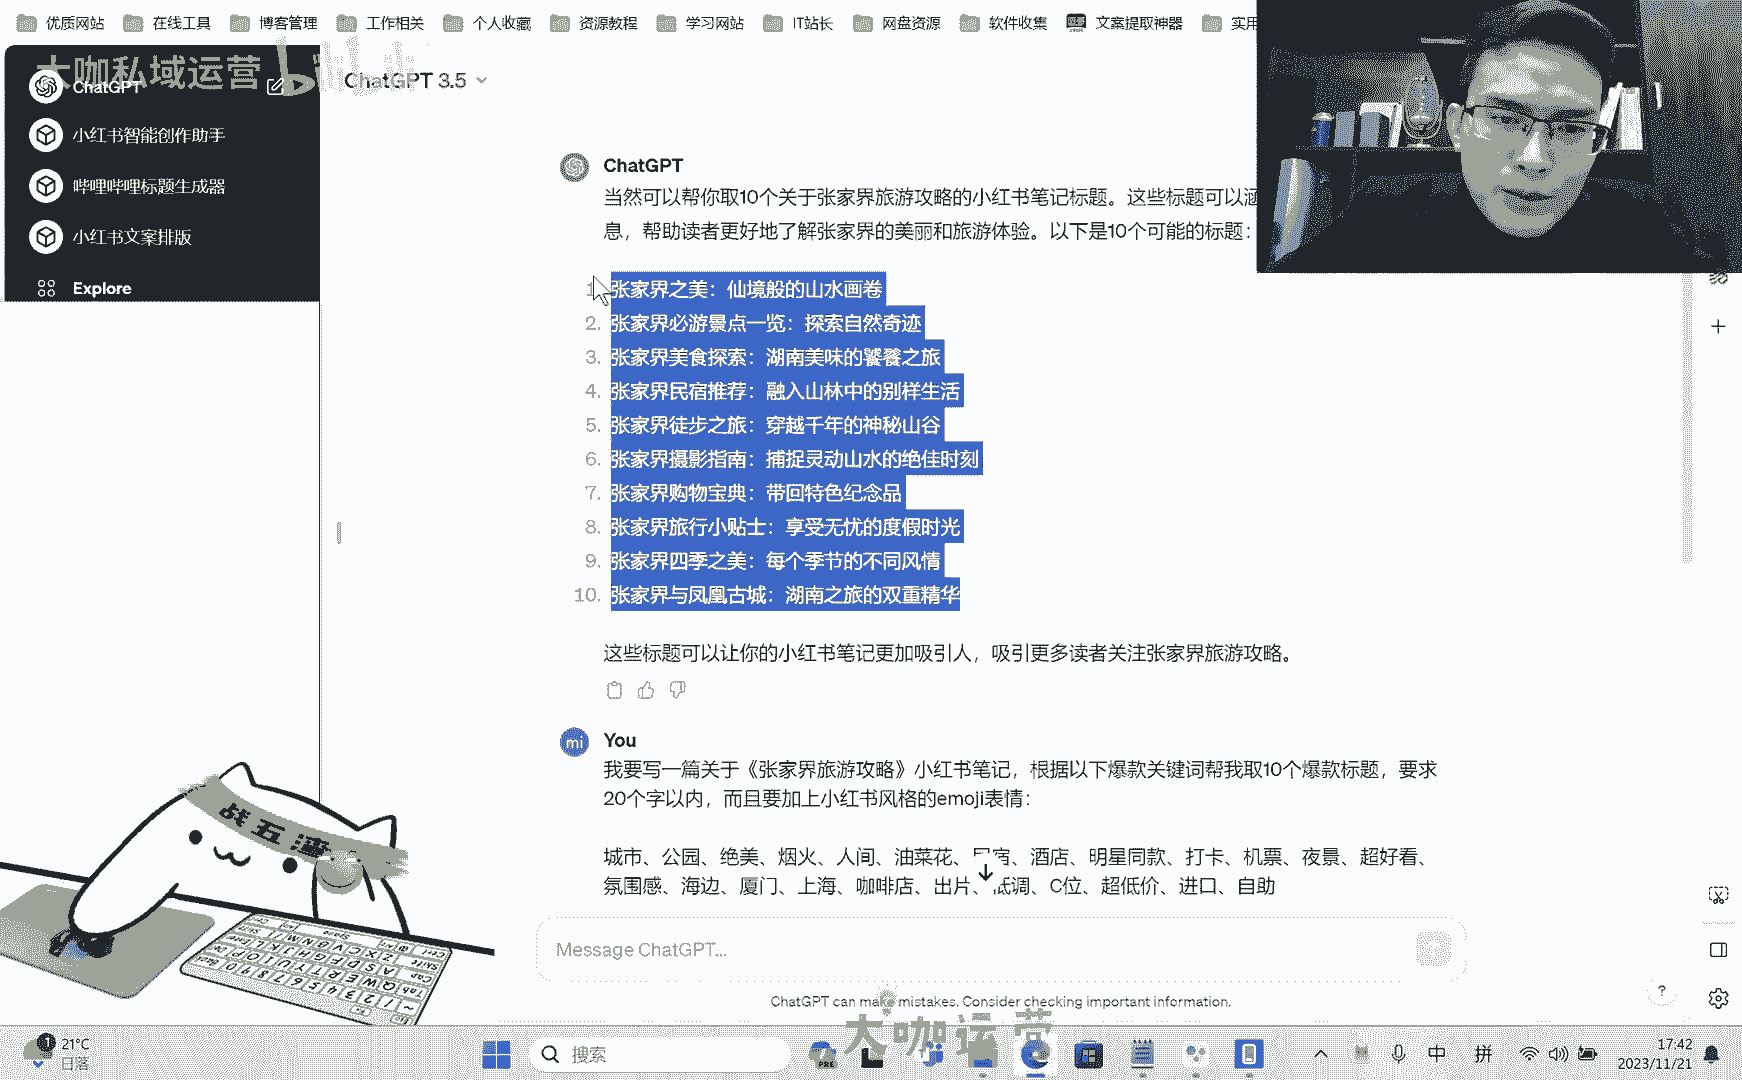 优质网站 在线工具 博客管理 工作相关 个人收藏 资源教程 学习网站 IT站长 网盘资源 软件收集 文案提取神器 实用
大咖私域运营
bilibili
ChatGPT
小红书智能创作助手
哔哩哔哩标题生成器
小红书文案排版
Explore
ChatGPT 3.5
ChatGPT
当然可以帮你取10个关于张家界旅游攻略的小红书笔记标题。这些标题可以涵
息，帮助读者更好地了解张家界的美丽和旅游体验。以下是10个可能的标题：
1. 张家界之美：仙境般的山水画卷
2. 张家界必游景点一览：探索自然奇迹
3. 张家界美食探索：湖南美味的饕餮之旅
4. 张家界民宿推荐：融入山林中的别样生活
5. 张家界徒步之旅：穿越千年的神秘山谷
6. 张家界摄影指南：捕捉灵动山水的绝佳时刻
7. 张家界购物宝典：带回特色纪念品
8. 张家界旅行小贴士：享受无忧的度假时光
9. 张家界四季之美：每个季节的不同风情
10. 张家界与凤凰古城：湖南之旅的双重精华
这些标题可以让你的小红书笔记更加吸引人，吸引更多读者关注张家界旅游攻略。
mi
You
我要写一篇关于《张家界旅游攻略》小红书笔记，根据以下爆款关键词帮我取10个爆款标题，要求
20个字以内，而且要加上小红书风格的emoji表情：
城市、公园、绝美、烟火、人间、油菜花、 酒店、明星同款、打卡、机票、夜景、超好看、
氛围感、海边、厦门、上海、咖啡店、出片、低调、C位、超低价、进口、自助
Message ChatGPT...
ChatGPT can make mistakes. Consider checking important information.
?
大咖运营
1 21°C
日落
搜索
PRE
中 拼
17:42
2023/11/21